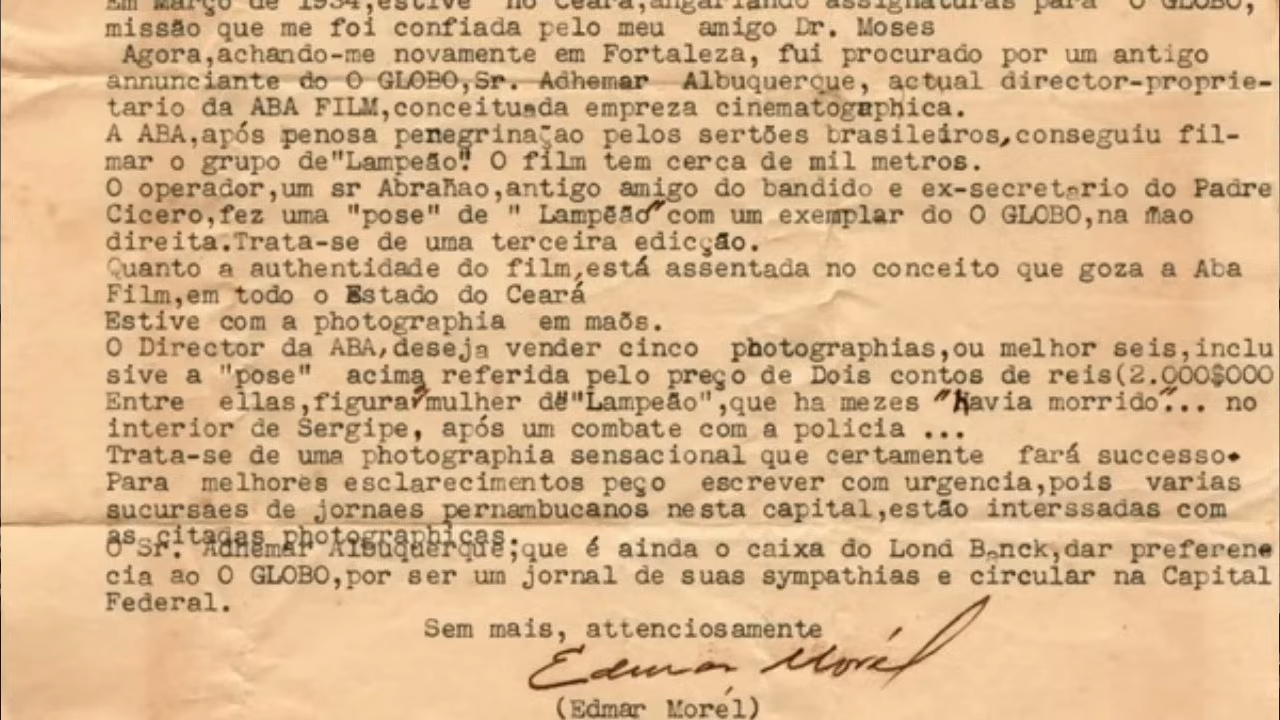 Em Março de 1934,estive no Ceará,angariando assignaturas para O GLOBO,
missão que me foi confiada pelo meu amigo Dr. Moses
Agora,achando-me novamente em Fortaleza, fui procurado por um antigo
annunciante do O GLOBO,Sr. Adhemar Albuquerque, actual director-proprie-
tario da ABA FILM,conceituada empreza cinematographica.
A ABA,após penosa penegrinaçao pelos sertões brasileiros,conseguiu fil-
mar o grupo de"Lampeão". O film tem cerca de mil metros.
O operador,um sr Abrahao,antigo amigo do bandido e ex-secretario do Padre
Cicero,fez uma "pose" de " Lampeão"com um exemplar do O GLOBO,na mao
direita.Trata-se de uma terceira edicção.
Quanto a authentidade do film,está assentada no conceito que goza a Aba
Film,em todo o Estado do Ceará
Estive com a photographia em maõs.
O Director da ABA,deseja vender cinco photographias,ou melhor seis,inclu
sive a "pose" acima referida pelo preço de Dois contos de reis(2.000$000
Entre ellas,figura mulher de"Lampeão",que ha mezes "havia morrido"... no
interior de Sergipe, após um combate com a policia ...
Trata-se de uma photographia sensacional que certamente fará successo.
Para melhores esclarecimentos peço escrever com urgencia,pois varias
sucursaes de jornaes pernambucanos nesta capital,estão interssadas com
as citadas photographias.
O Sr. Adhemar Albuquerque;que é ainda o caixa do Lond Banck,dar preferen
cia ao O GLOBO,por ser um jornal de suas sympathias e circular na Capital
Federal.
Sem mais, attenciosamente
Edmar Morél
(Edmar Morél)